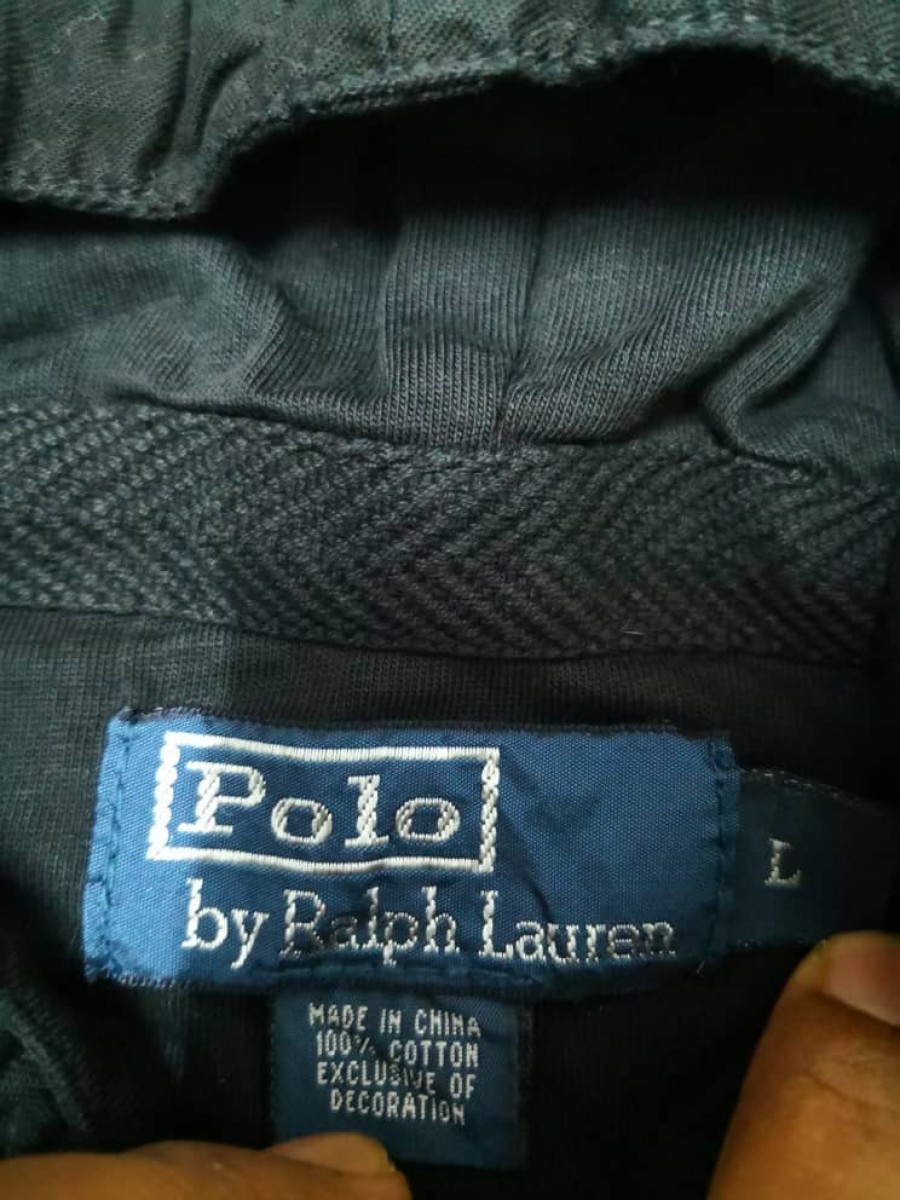 Polo
by Ralph Lauren
L
MADE IN CHINA
100% COTTON
EXCLUSIVE OF
DECORATION